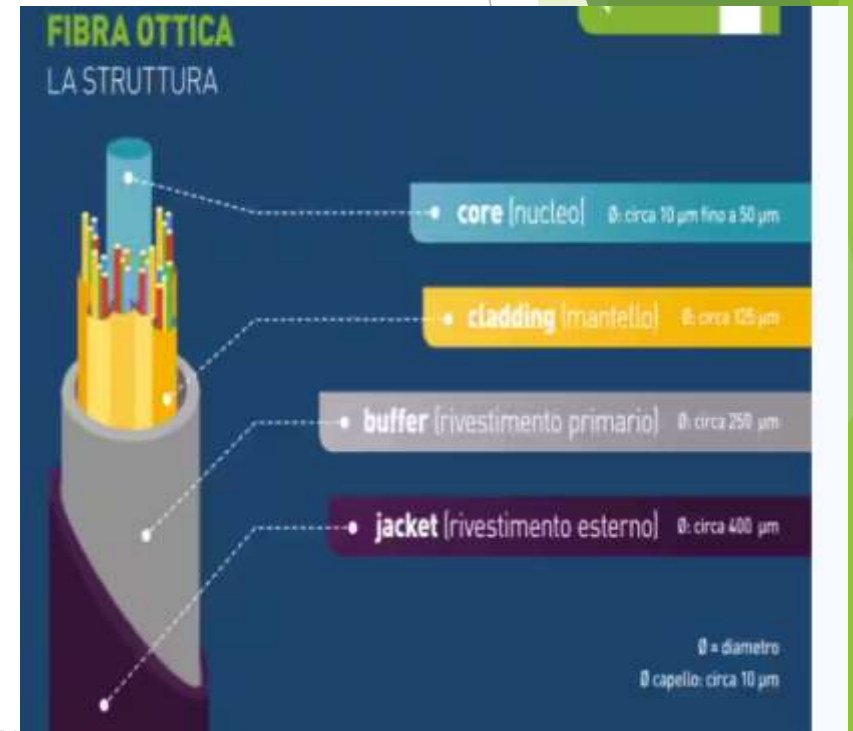 FIBRA OTTICA
LA STRUTTURA
core (nucleo) Ø: circa 10 µm fino a 50 µm
cladding (mantello) Ø: circa 125 µm
buffer (rivestimento primario) Ø: circa 250 µm
jacket (rivestimento esterno) Ø: circa 400 µm
Ø = diametro
Ø capello: circa 10 µm